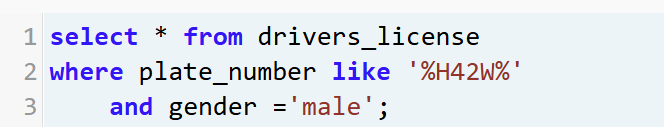 1 select * from drivers_license
2 where plate_number like '%H42W%'
3     and gender ='male';